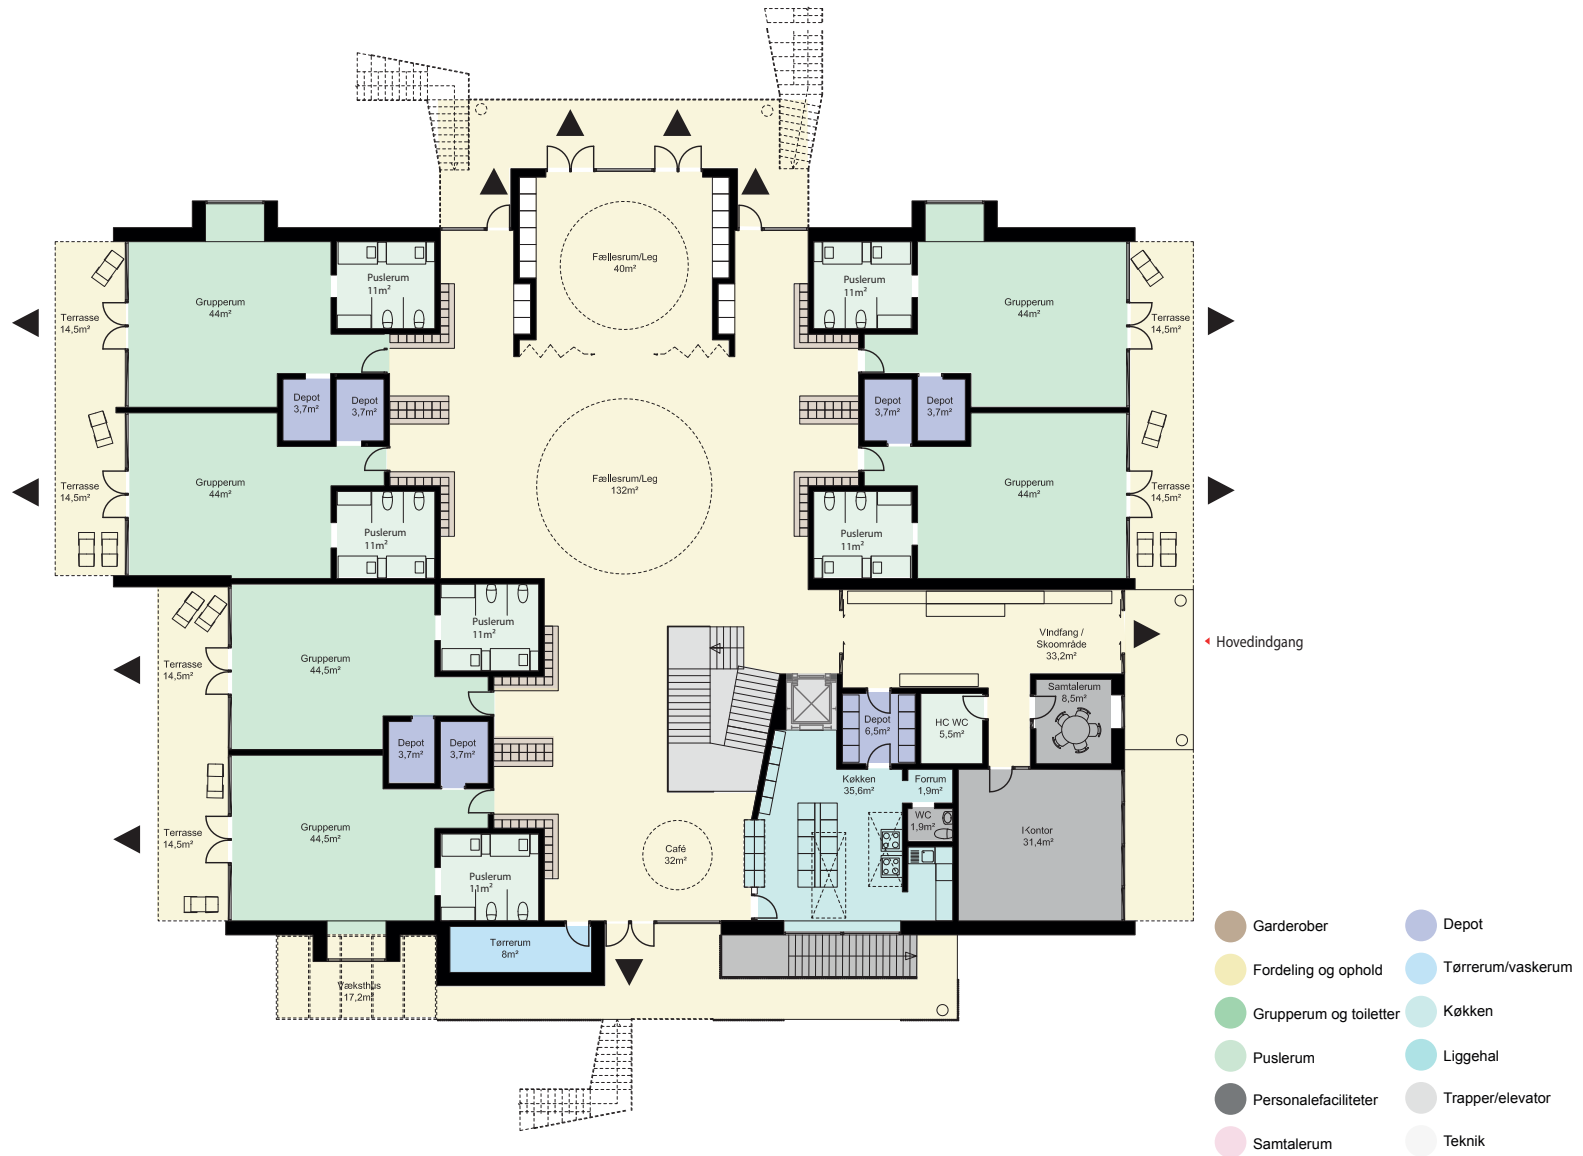 Fællesrum/Leg
40m²
Puslerum
11m²
Puslerum
11m²
Grupperum
44m²
Grupperum
44m²
Terrasse
14,5m²
Terrasse
14,5m²
Depot
3,7m²
Depot
3,7m²
Depot
3,7m²
Depot
3,7m²
Terrasse
14,5m²
Grupperum
44m²
Fællesrum/Leg
132m²
Grupperum
44m²
Terrasse
14,5m²
Puslerum
11m²
Puslerum
11m²
Puslerum
11m²
VIndfang /
Skoområde
33,2m²
Hovedindgang
Terrasse
14,5m²
Grupperum
44,5m²
Samtalerum
8,5m²
Depot
6,5m²
HC WC
5,5m²
Depot
3,7m²
Depot
3,7m²
Køkken
35,6m²
Forrum
1,9m²
WC
1,9m²
Terrasse
14,5m²
Grupperum
44,5m²
Kontor
31,4m²
Café
32m²
Puslerum
11m²
Tørrerum
8m²
Væksthus
17,2m²
Garderober
Fordeling og ophold
Grupperum og toiletter
Puslerum
Personalefaciliteter
Samtalerum
Depot
Tørrerum/vaskerum
Køkken
Liggehal
Trapper/elevator
Teknik